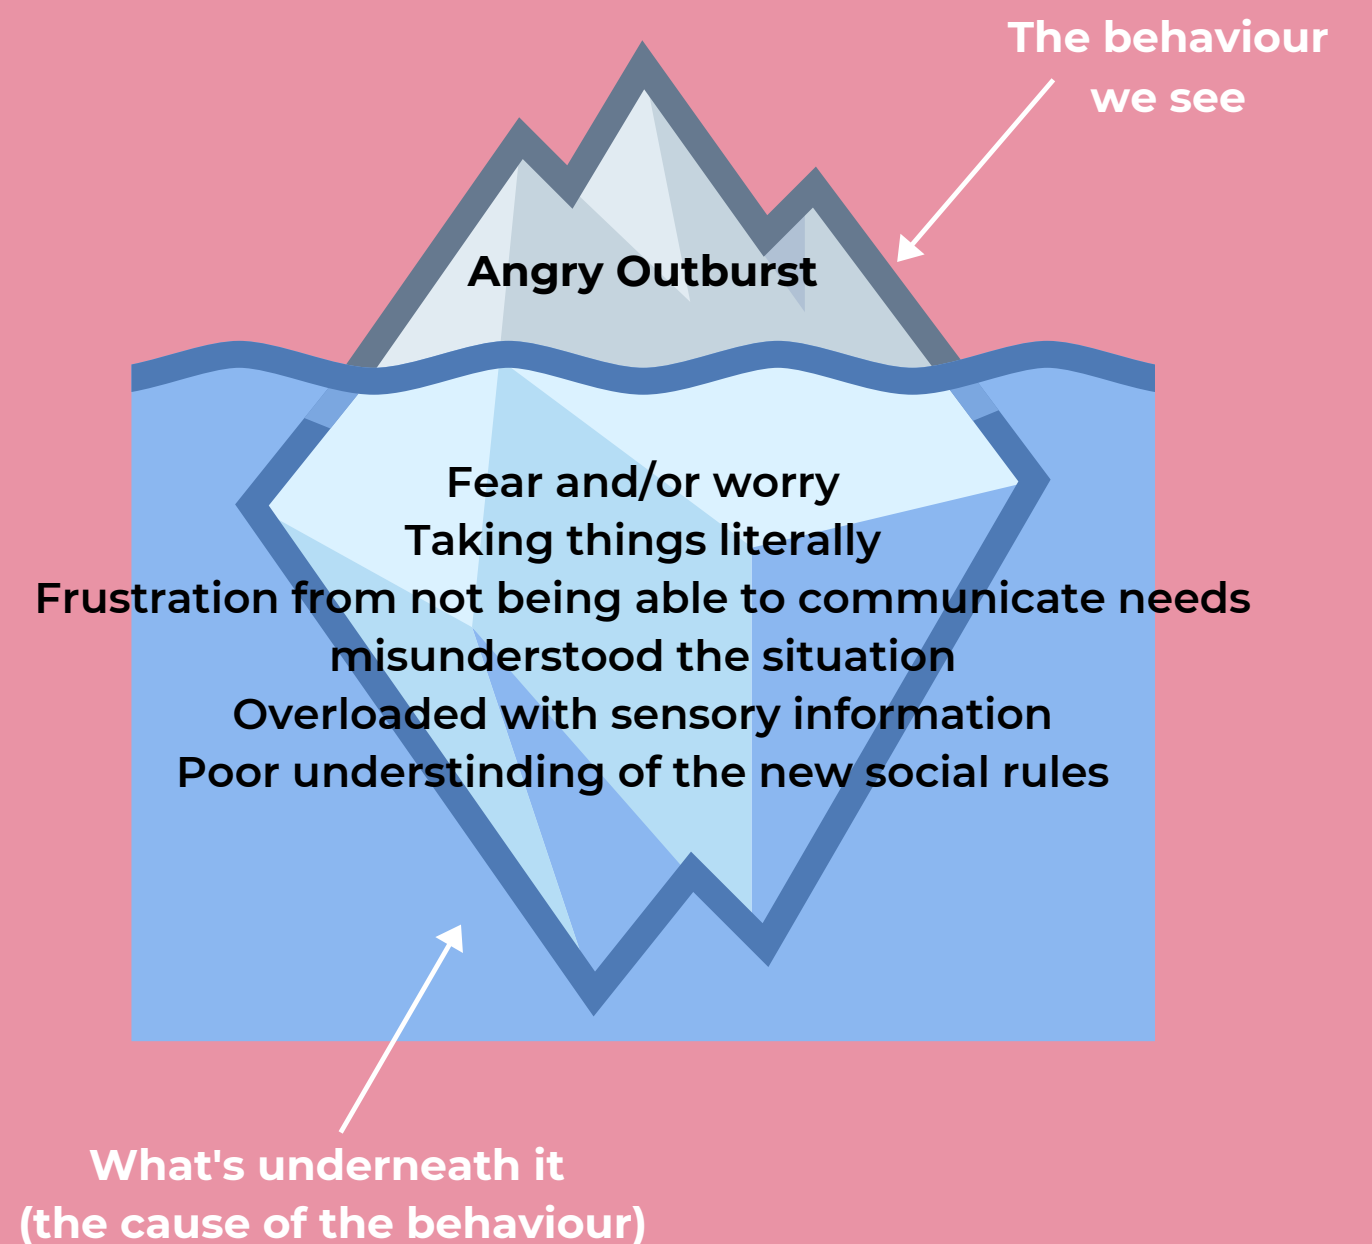 The behaviour
we see
Angry Outburst
Fear and/or worry
Taking things literally
Frustration from not being able to communicate needs
misunderstood the situation
Overloaded with sensory information
Poor understinding of the new social rules
What's underneath it
(the cause of the behaviour)